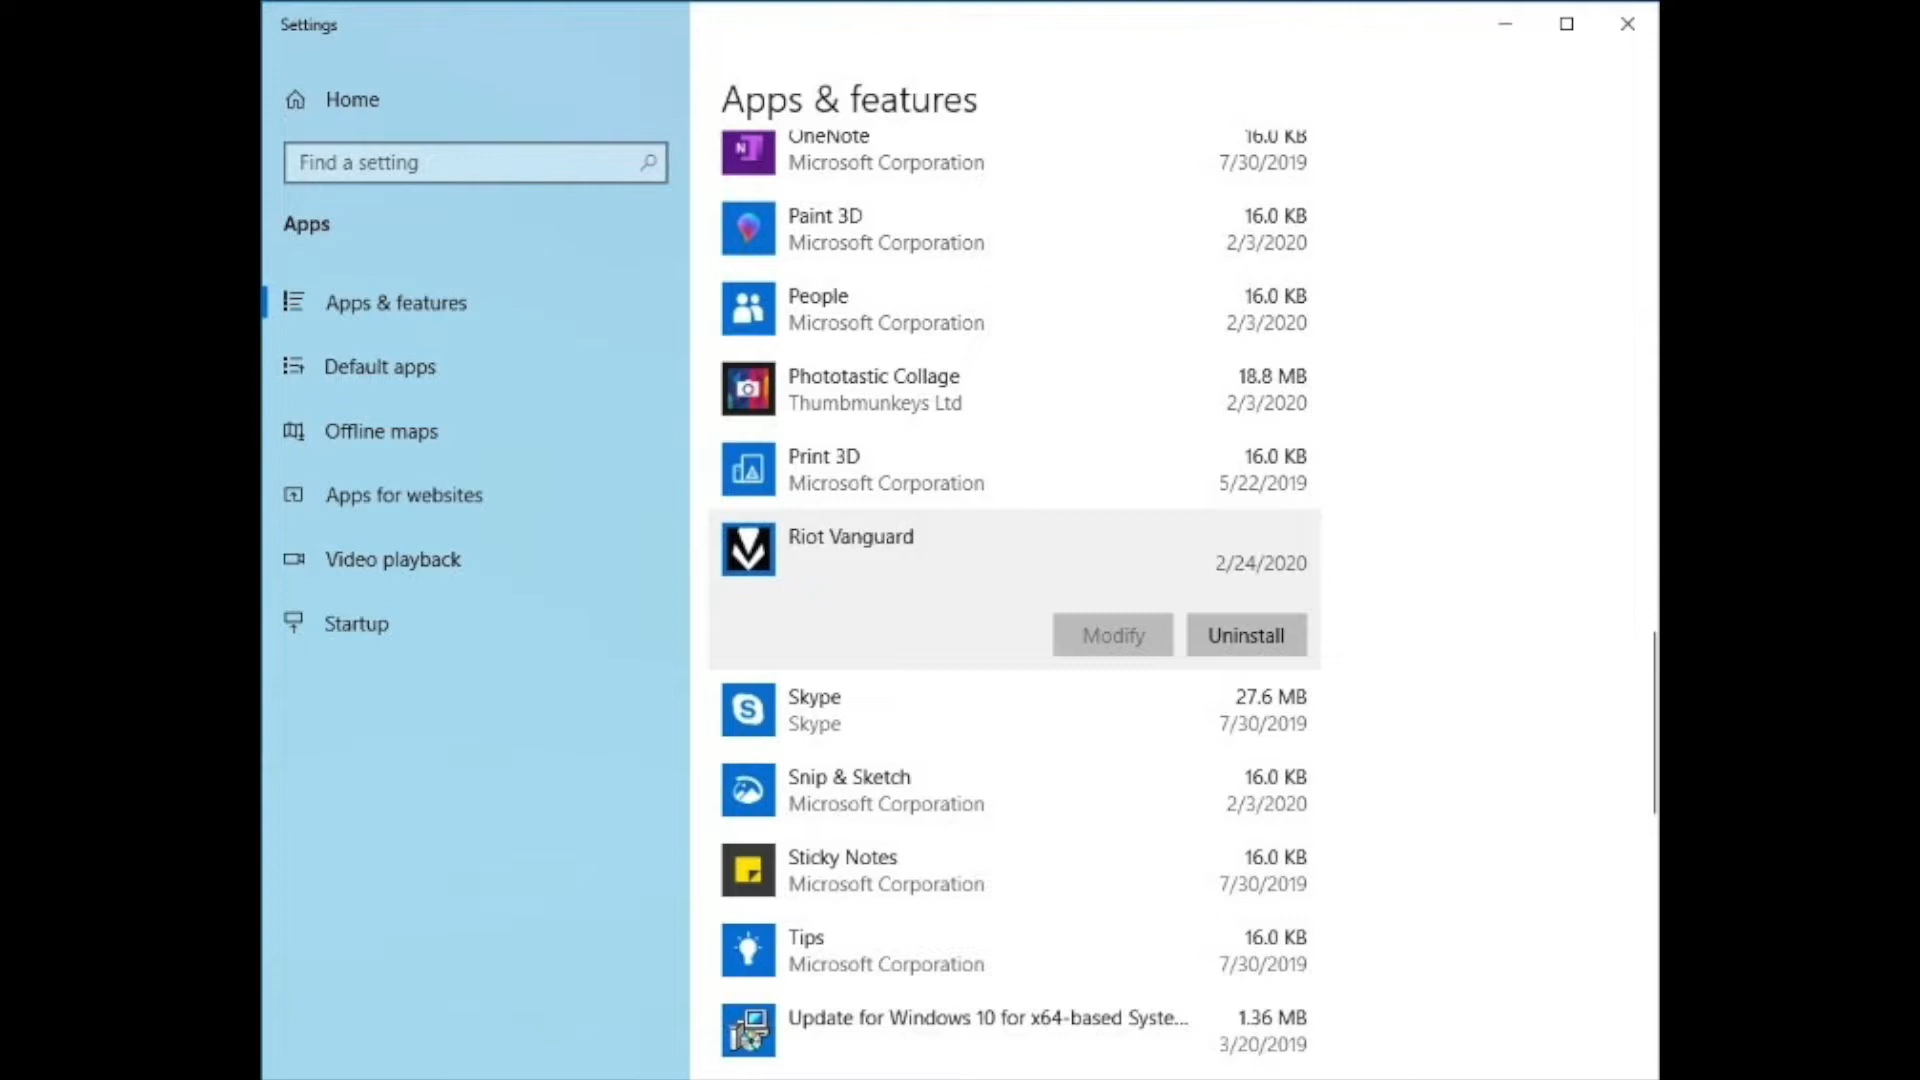 Settings
Home
Find a setting
Apps
Apps & features
Default apps
Offline maps
Apps for websites
Video playback
Startup
Apps & features
OneNote 16.0 KB
Microsoft Corporation 7/30/2019
Paint 3D 16.0 KB
Microsoft Corporation 2/3/2020
People 16.0 KB
Microsoft Corporation 2/3/2020
Phototastic Collage 18.8 MB
Thumbmunkeys Ltd 2/3/2020
Print 3D 16.0 KB
Microsoft Corporation 5/22/2019
Riot Vanguard
2/24/2020
Modify Uninstall
Skype 27.6 MB
Skype 7/30/2019
Snip & Sketch 16.0 KB
Microsoft Corporation 2/3/2020
Sticky Notes 16.0 KB
Microsoft Corporation 7/30/2019
Tips 16.0 KB
Microsoft Corporation 7/30/2019
Update for Windows 10 for x64-based Syste... 1.36 MB
3/20/2019